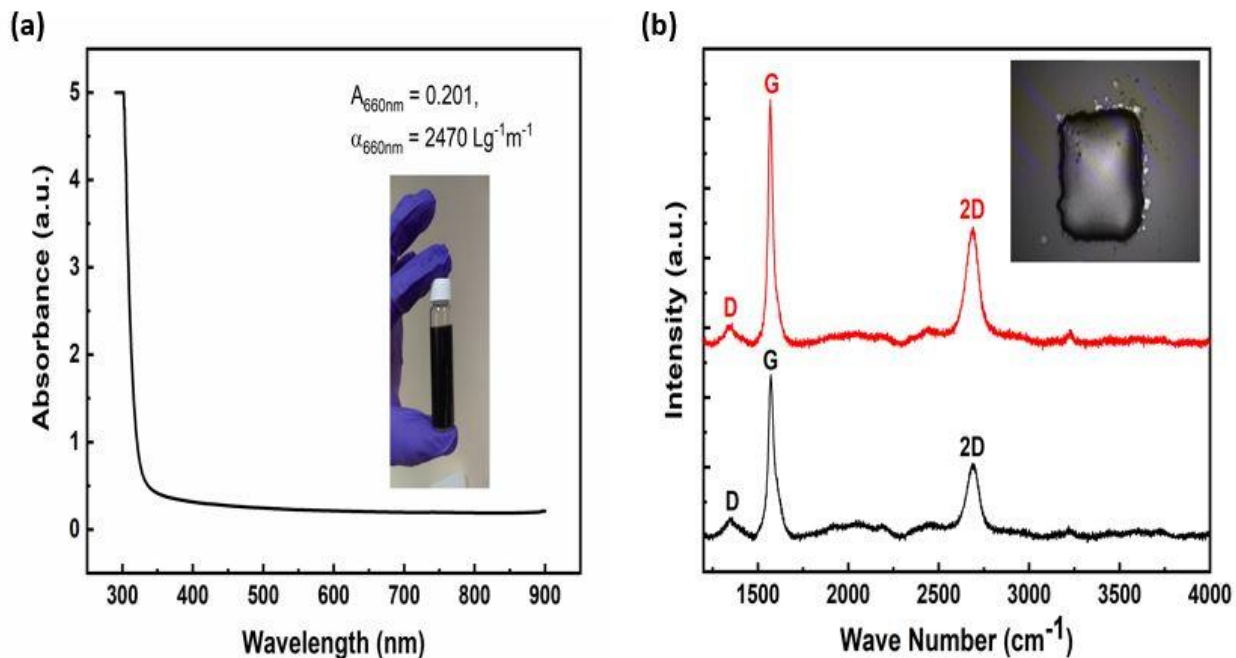 (a)
Absorbance (a.u.)
5
4
3
2
1
0
A660nm = 0.201,
α660nm = 2470 Lg-1m-1
300 400 500 600 700 800 900
Wavelength (nm)
(b)
Intensity (a.u.)
G
2D
D
G
2D
D
1500 2000 2500 3000 3500 4000
Wave Number (cm-1)